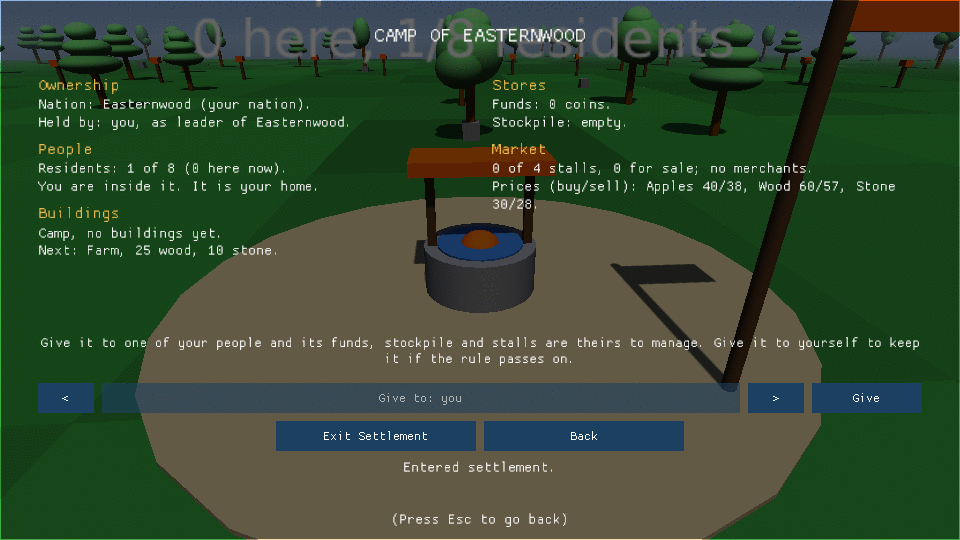 0 here, 1/8 residents
CAMP OF EASTERNWOOD
Ownership
Nation: Easternwood (your nation).
Held by: you, as leader of Easternwood.
People
Residents: 1 of 8 (0 here now).
You are inside it. It is your home.
Buildings
Camp, no buildings yet.
Next: Farm, 25 wood, 10 stone.
Stores
Funds: 0 coins.
Stockpile: empty.
Market
0 of 4 stalls, 0 for sale; no merchants.
Prices (buy/sell): Apples 40/38, Wood 60/57, Stone
30/28.
Give it to one of your people and its funds, stockpile and stalls are theirs to manage. Give it to yourself to keep
it if the rule passes on.
<
Give to: you
>
Give
Exit Settlement
Back
Entered settlement.
(Press Esc to go back)